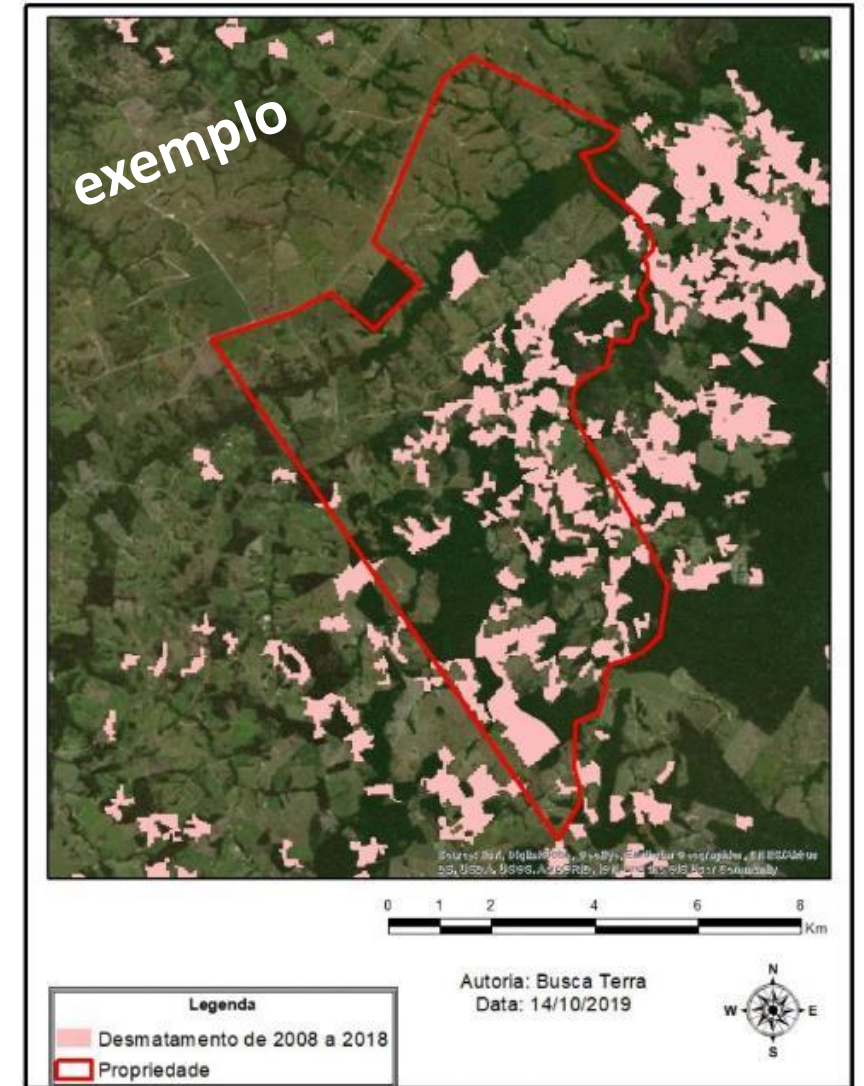 exemplo
0 1 2 4 6 8
Km
Autoria: Busca Terra
Data: 14/10/2019
N
W E
S
Legenda
Desmatamento de 2008 a 2018
Propriedade